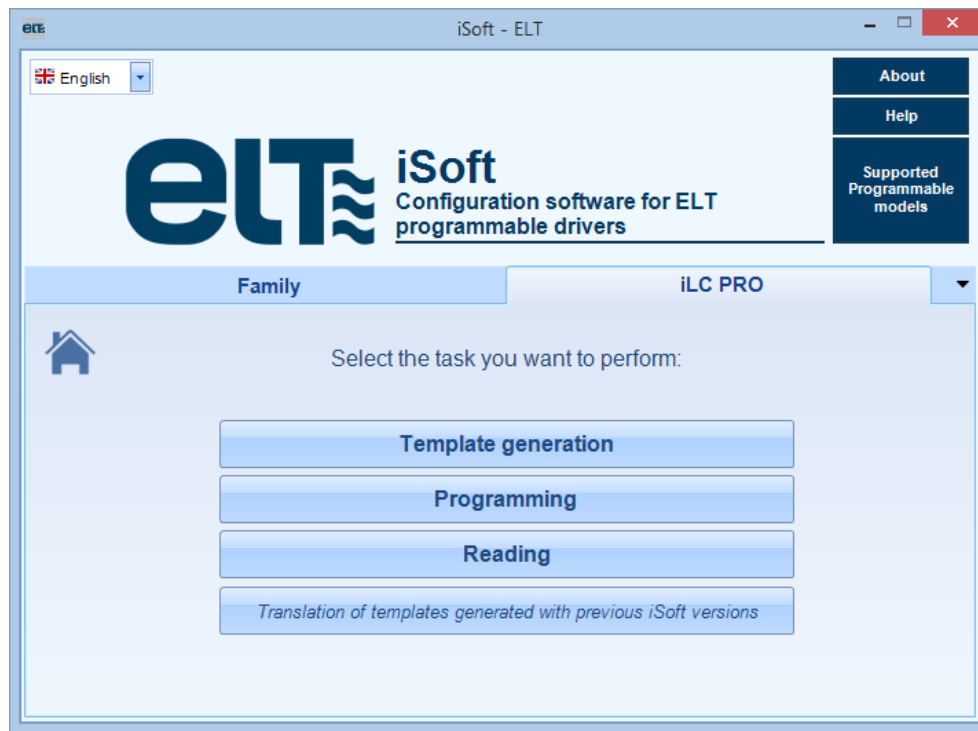 ELT
iSoft - ELT
English
About
Help
Supported
Programmable
models
eLT
iSoft
Configuration software for ELT
programmable drivers
Family
iLC PRO
Select the task you want to perform:
Template generation
Programming
Reading
Translation of templates generated with previous iSoft versions